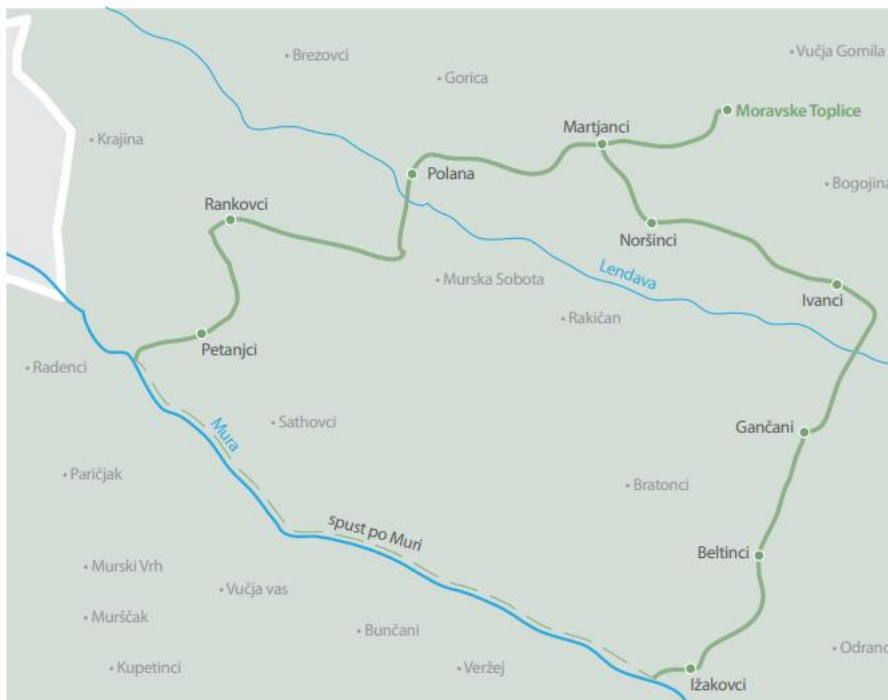 Brezovci
Vučja Gomila
Gorica
Moravske Toplice
Martjanci
Krajina
Polana
Bogojina
Rankovci
Noršinci
Lendava
Murska Sobota
Ivanci
Rakičan
Petanjci
Radenci
Sathovci
Mura
Gančani
Paričjak
Bratonci
spust po Muri
Beltinci
Murski Vrh
Vučja vas
Murščak
Bunčani
Odranc
Kupetinci
Veržej
Ižakovci